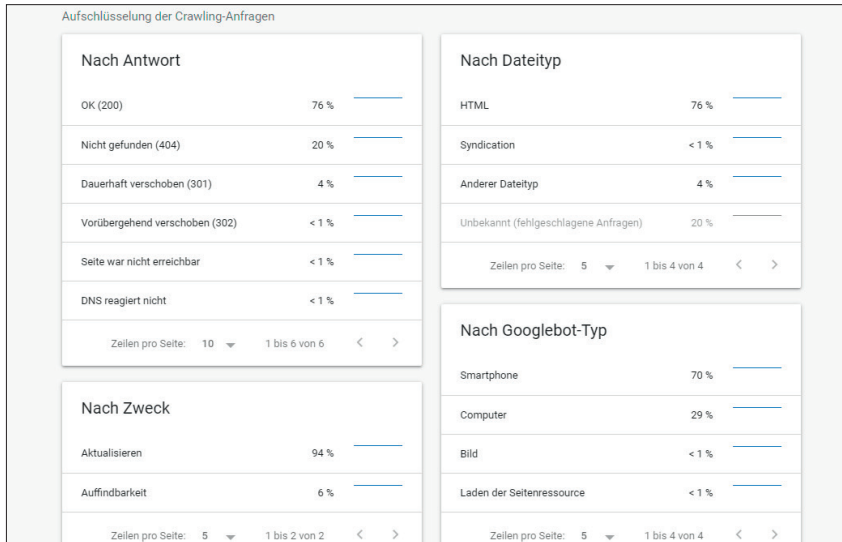 Aufschlüsselung der Crawling-Anfragen
Nach Antwort
OK (200) 76 %
Nicht gefunden (404) 20 %
Dauerhaft verschoben (301) 4 %
Vorübergehend verschoben (302) < 1 %
Seite war nicht erreichbar < 1 %
DNS reagiert nicht < 1 %
Zeilen pro Seite: 10 1 bis 6 von 6
Nach Zweck
Aktualisieren 94 %
Auffindbarkeit 6 %
Zeilen pro Seite: 5 1 bis 2 von 2
Nach Dateityp
HTML 76 %
Syndication < 1 %
Anderer Dateityp 4 %
Unbekannt (fehlgeschlagene Anfragen) 20 %
Zeilen pro Seite: 5 1 bis 4 von 4
Nach Googlebot-Typ
Smartphone 70 %
Computer 29 %
Bild < 1 %
Laden der Seitenressource < 1 %
Zeilen pro Seite: 5 1 bis 4 von 4